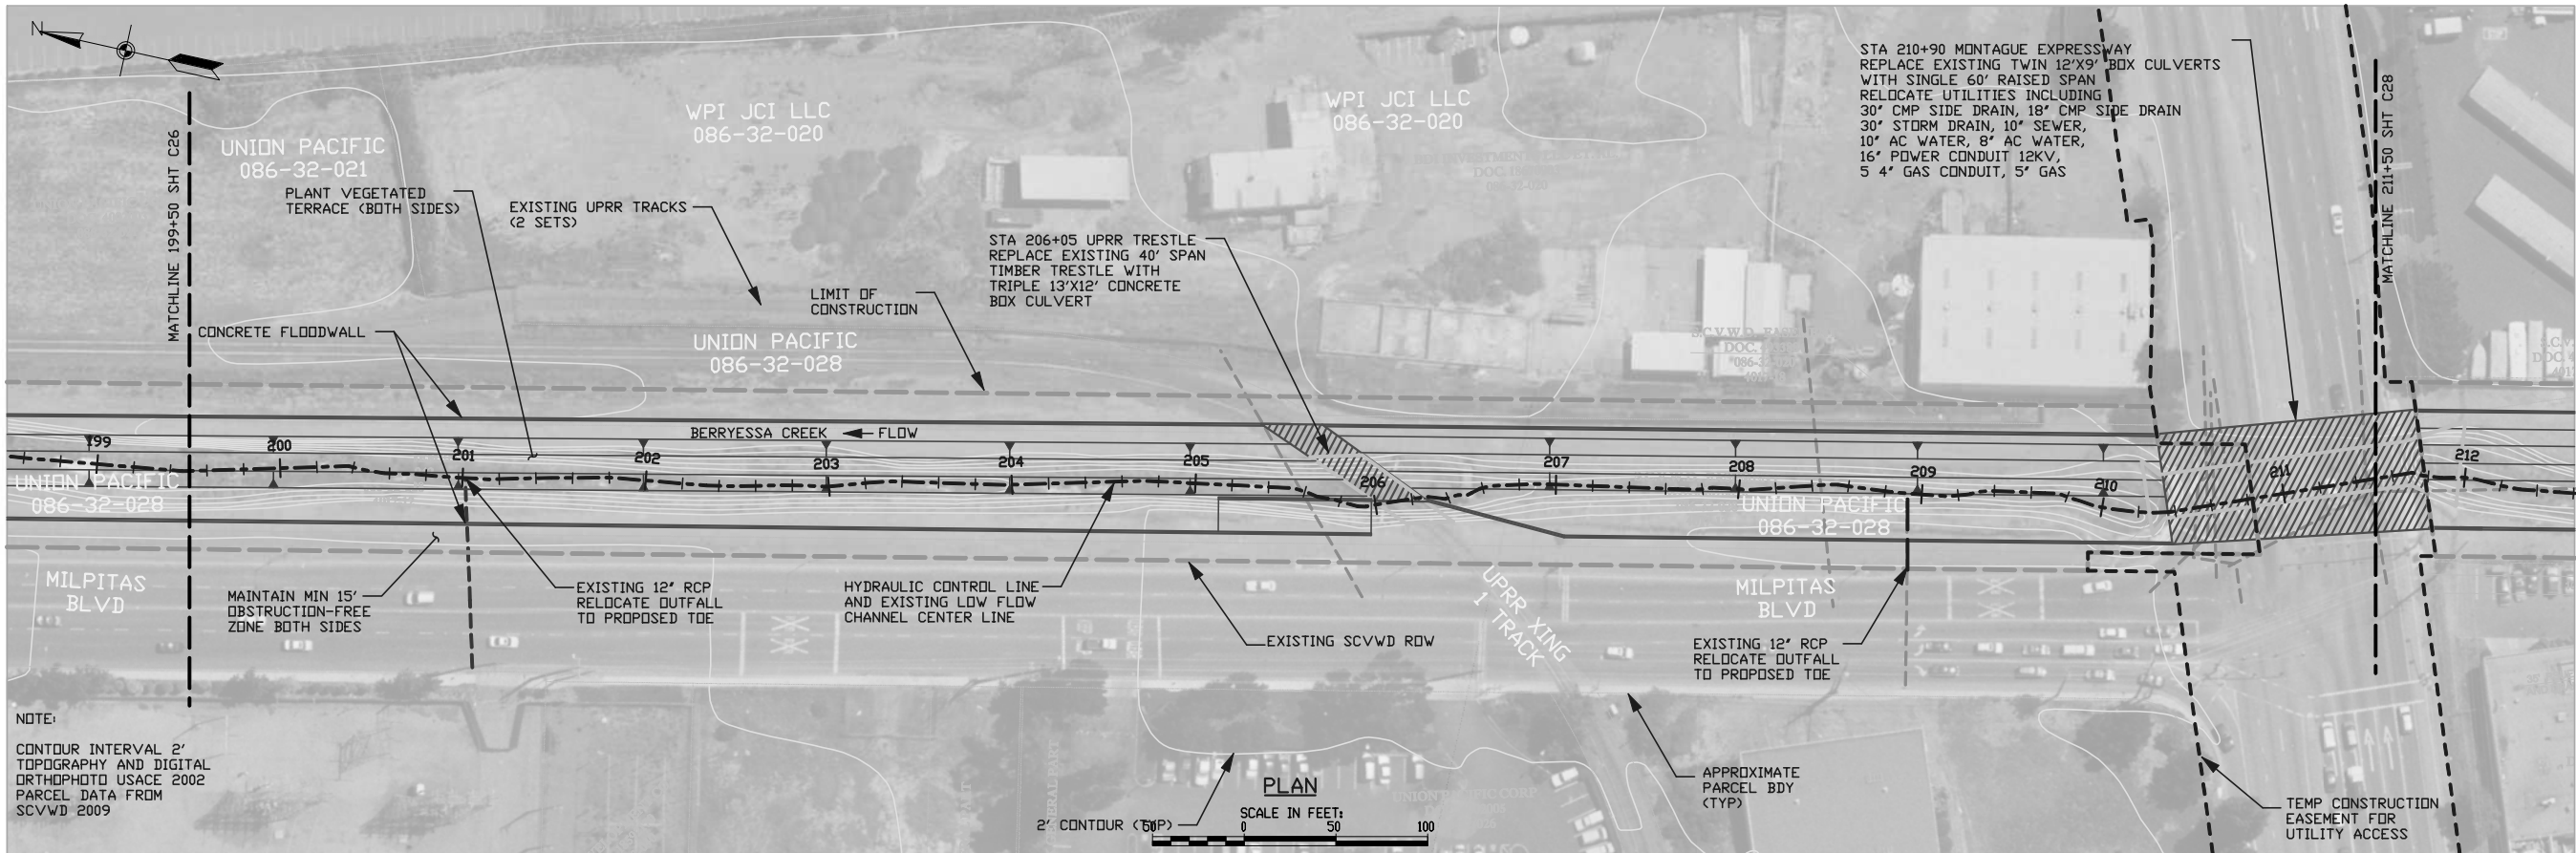 N
MATCHLINE 199+50 SHT C26
UNION PACIFIC
086-32-021
PLANT VEGETATED
TERRACE (BOTH SIDES)
WPI JCI LLC
086-32-020
EXISTING UPRR TRACKS
(2 SETS)
STA 206+05 UPRR TRESTLE
REPLACE EXISTING 40' SPAN
TIMBER TRESTLE WITH
TRIPLE 13'X12' CONCRETE
BOX CULVERT
WPI JCI LLC
086-32-020
STA 210+90 MONTAGUE EXPRESSWAY
REPLACE EXISTING TWIN 12'X9' BOX CULVERTS
WITH SINGLE 60' RAISED SPAN
RELOCATE UTILITIES INCLUDING
30" CMP SIDE DRAIN, 18" CMP SIDE DRAIN
30" STORM DRAIN, 10" SEWER,
10" AC WATER, 8" AC WATER,
16" POWER CONDUIT 12KV,
5 4" GAS CONDUIT, 5" GAS
MATCHLINE 211+50 SHT C28
LIMIT OF
CONSTRUCTION
CONCRETE FLOODWALL
UNION PACIFIC
086-32-028
BERRYESSA CREEK
FLOW
199
200
201
202
203
204
205
206
207
208
209
210
211
212
UNION PACIFIC
086-32-028
UNION PACIFIC
086-32-028
MILPITAS
BLVD
MAINTAIN MIN 15'
OBSTRUCTION-FREE
ZONE BOTH SIDES
EXISTING 12" RCP
RELOCATE OUTFALL
TO PROPOSED TOE
HYDRAULIC CONTROL LINE
AND EXISTING LOW FLOW
CHANNEL CENTER LINE
EXISTING SCVWD ROW
UPRR XING
1 TRACK
MILPITAS
BLVD
EXISTING 12" RCP
RELOCATE OUTFALL
TO PROPOSED TOE
NOTE:
CONTOUR INTERVAL 2'
TOPOGRAPHY AND DIGITAL
ORTHOPHOTO USACE 2002
PARCEL DATA FROM
SCVWD 2009
2' CONTOUR (TYP)
PLAN
SCALE IN FEET:
50 0 50 100
UNION PACIFIC CORP
APPROXIMATE
PARCEL BDY
(TYP)
TEMP CONSTRUCTION
EASEMENT FOR
UTILITY ACCESS